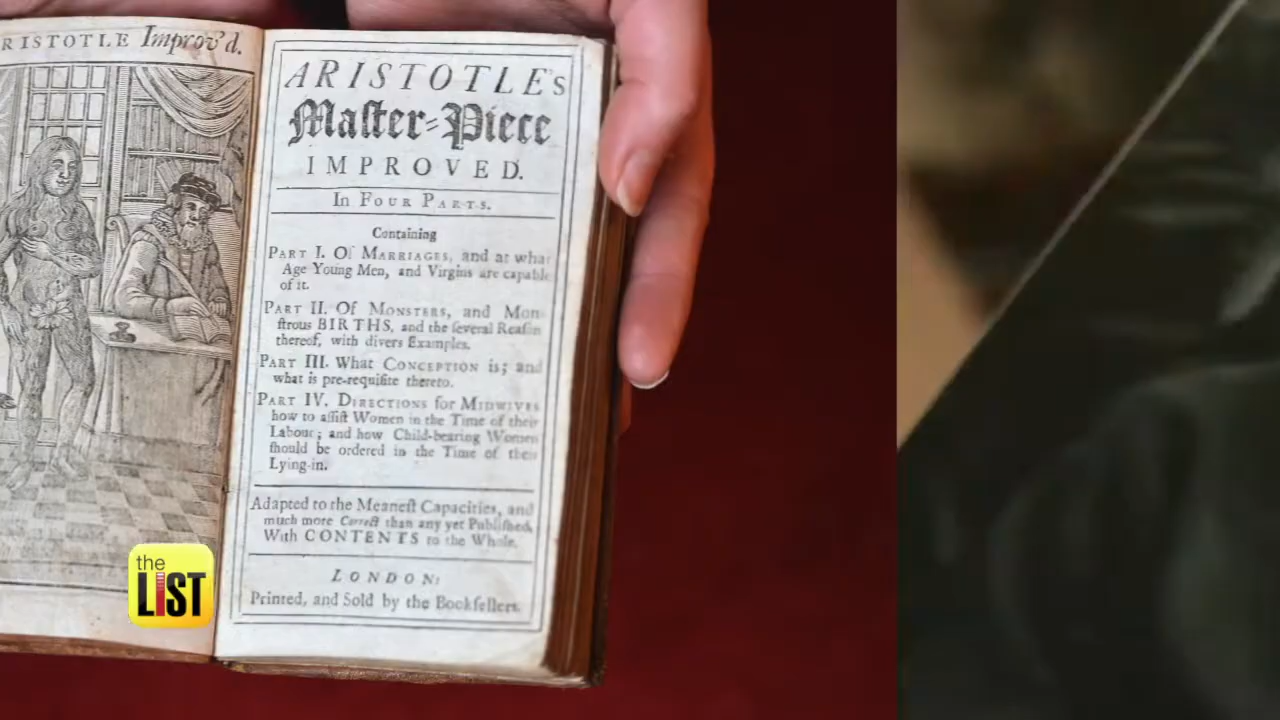 RISTOTLE Improv'd.
ARISTOTLE's
Maſter-Piece
IMPROVED.
In Four Parts.
Containing
Part I. Of Marriages, and at what
Age Young Men, and Virgins are capable
of it.
Part II. Of Monsters, and Mon-
ſtrous BIRTHS, and the ſeveral Reaſon
thereof, with divers Examples.
Part III. What Conception is; and
what is pre-requiſite thereto.
Part IV. Directions for Midwives
how to aſſiſt Women in the Time of their
Labour; and how Child-bearing Women
ſhould be ordered in the Time of their
Lying-in.
Adapted to the Meaneſt Capacities, and
much more Correct than any yet Publiſhed,
With CONTENTS to the Whole.
LONDON:
Printed, and Sold by the Bookſellers.
the
LIST